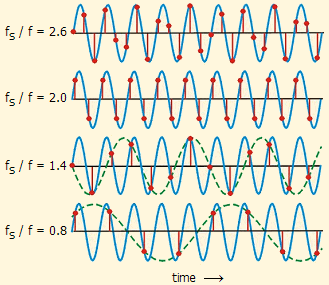 fS / f = 2.6
fS / f = 2.0
fS / f = 1.4
fS / f = 0.8
time ⟶